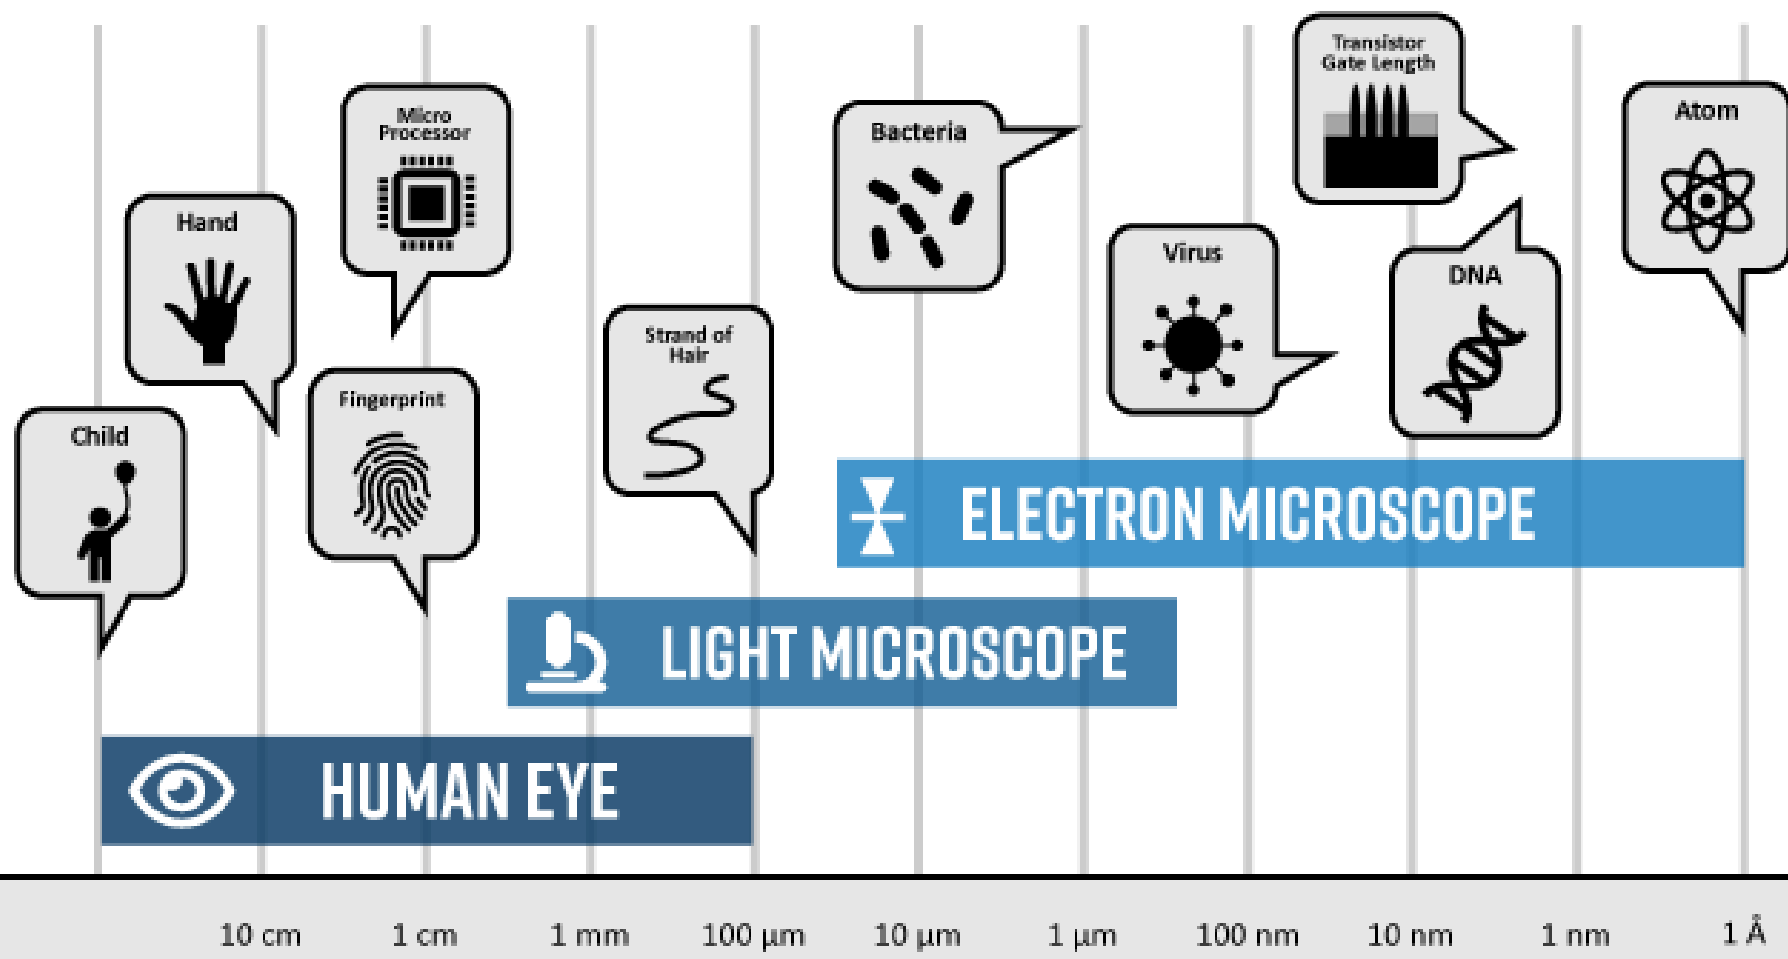 Transistor
Gate Length
Micro
Processor
Bacteria
Atom
Hand
Virus
DNA
Strand of
Hair
Fingerprint
Child
ELECTRON MICROSCOPE
LIGHT MICROSCOPE
HUMAN EYE
10 cm
1 cm
1 mm
100 µm
10 µm
1 µm
100 nm
10 nm
1 nm
1 Å